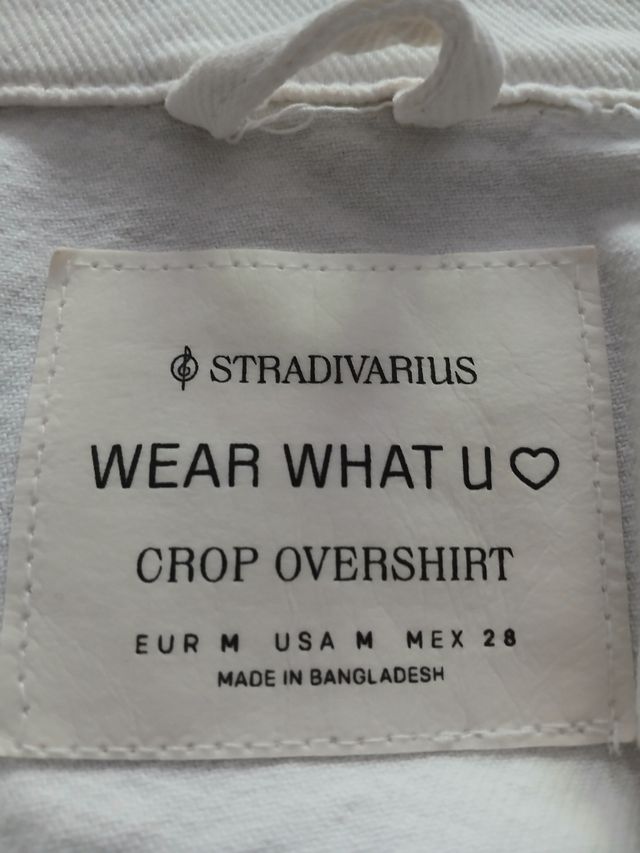 STRADIVARIUS
WEAR WHAT U ♡
CROP OVERSHIRT
EUR M USA M MEX 28
MADE IN BANGLADESH